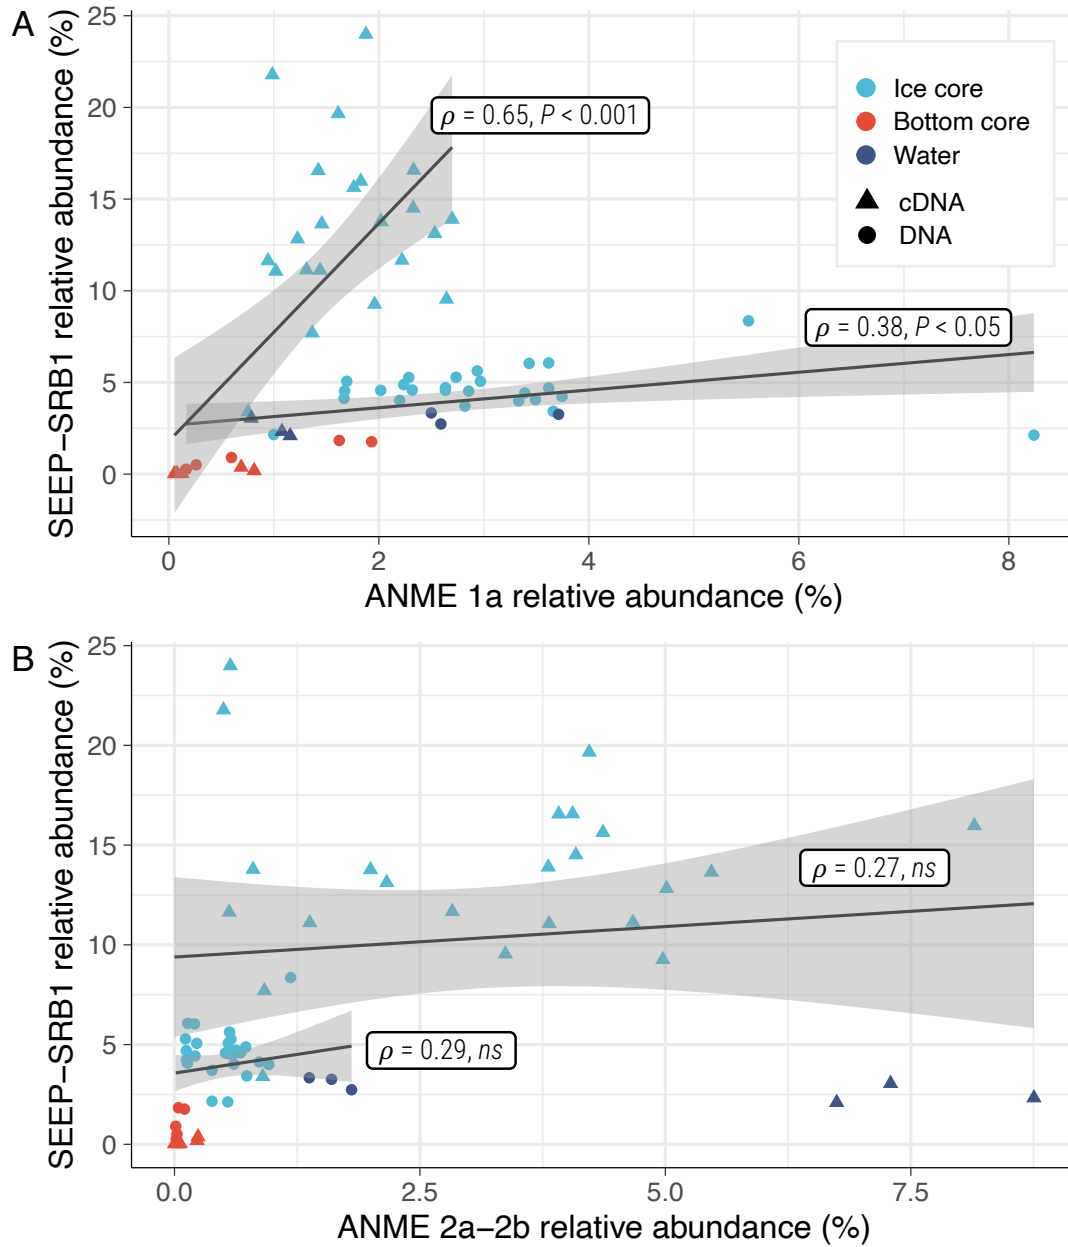 A
SEEP−SRB1 relative abundance (%)
25
20
15
10
5
0
ρ = 0.65, P < 0.001
ρ = 0.38, P < 0.05
Ice core
Bottom core
Water
cDNA
DNA
0 2 4 6 8
ANME 1a relative abundance (%)
B
SEEP−SRB1 relative abundance (%)
25
20
15
10
5
0
ρ = 0.27, ns
ρ = 0.29, ns
0.0 2.5 5.0 7.5
ANME 2a−2b relative abundance (%)